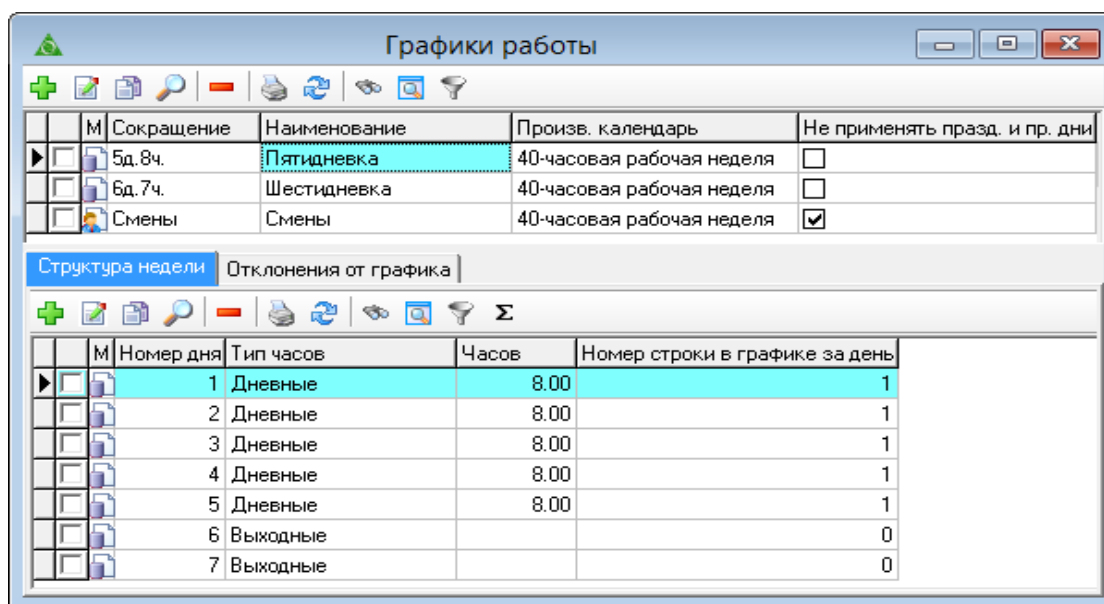 Графики работы
М Сокращение Наименование Произв. календарь Не применять празд. и пр. дни
5д.8ч. Пятидневка 40-часовая рабочая неделя
6д.7ч. Шестидневка 40-часовая рабочая неделя
Смены Смены 40-часовая рабочая неделя
Структура недели Отклонения от графика
Σ
М Номер дня Тип часов Часов Номер строки в графике за день
1 Дневные 8.00 1
2 Дневные 8.00 1
3 Дневные 8.00 1
4 Дневные 8.00 1
5 Дневные 8.00 1
6 Выходные 0
7 Выходные 0